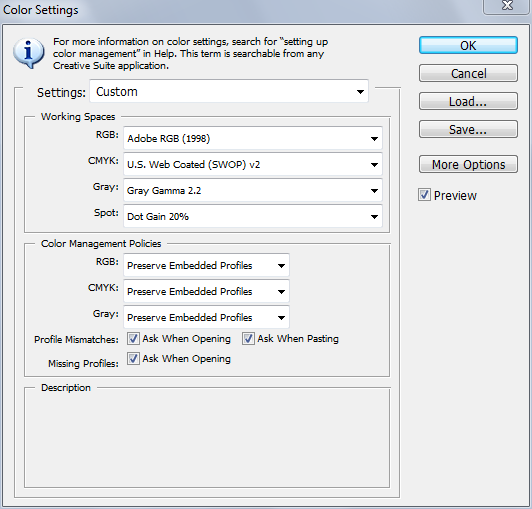 Color Settings
For more information on color settings, search for “setting up
color management” in Help. This term is searchable from any
Creative Suite application.
Settings: Custom
Working Spaces
RGB: Adobe RGB (1998)
CMYK: U.S. Web Coated (SWOP) v2
Gray: Gray Gamma 2.2
Spot: Dot Gain 20%
Color Management Policies
RGB: Preserve Embedded Profiles
CMYK: Preserve Embedded Profiles
Gray: Preserve Embedded Profiles
Profile Mismatches: Ask When Opening Ask When Pasting
Missing Profiles: Ask When Opening
Description
OK
Cancel
Load...
Save...
More Options
Preview